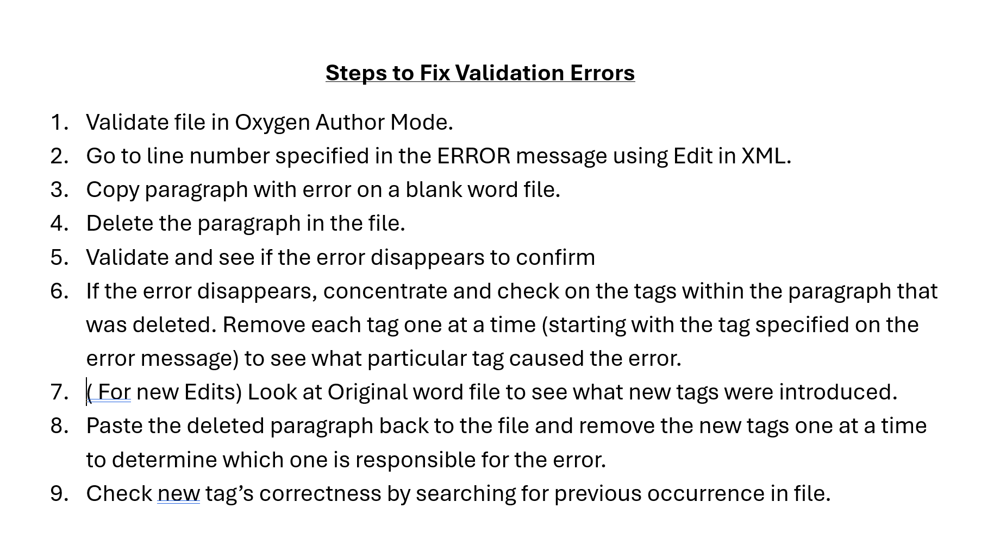 Steps to Fix Validation Errors
1. Validate file in Oxygen Author Mode.
2. Go to line number specified in the ERROR message using Edit in XML.
3. Copy paragraph with error on a blank word file.
4. Delete the paragraph in the file.
5. Validate and see if the error disappears to confirm
6. If the error disappears, concentrate and check on the tags within the paragraph that
was deleted. Remove each tag one at a time (starting with the tag specified on the
error message) to see what particular tag caused the error.
7. ( For new Edits) Look at Original word file to see what new tags were introduced.
8. Paste the deleted paragraph back to the file and remove the new tags one at a time
to determine which one is responsible for the error.
9. Check new tag’s correctness by searching for previous occurrence in file.